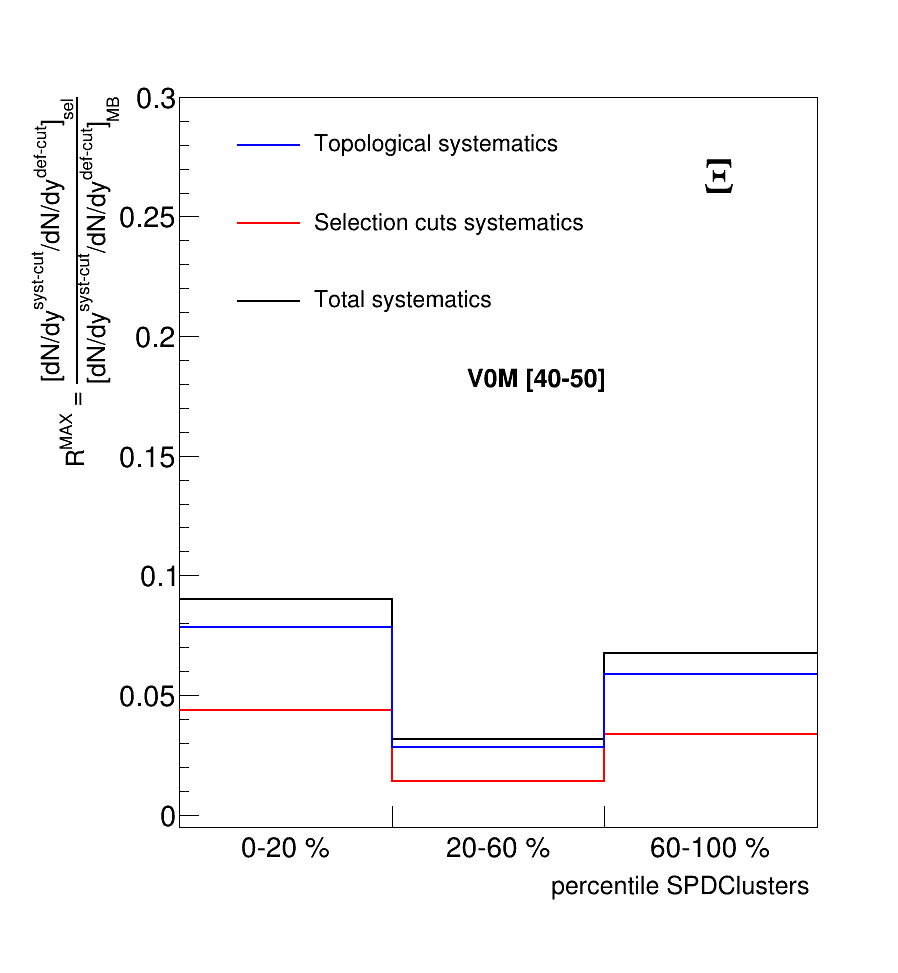 R^MAX = [dN/dy^syst-cut/dN/dy^def-cut]_sel
[dN/dy^syst-cut/dN/dy^def-cut]_MB
0.3
0.25
0.2
0.15
0.1
0.05
0
Topological systematics
Selection cuts systematics
Total systematics
Ξ
V0M [40-50]
0-20 %
20-60 %
60-100 %
percentile SPDClusters